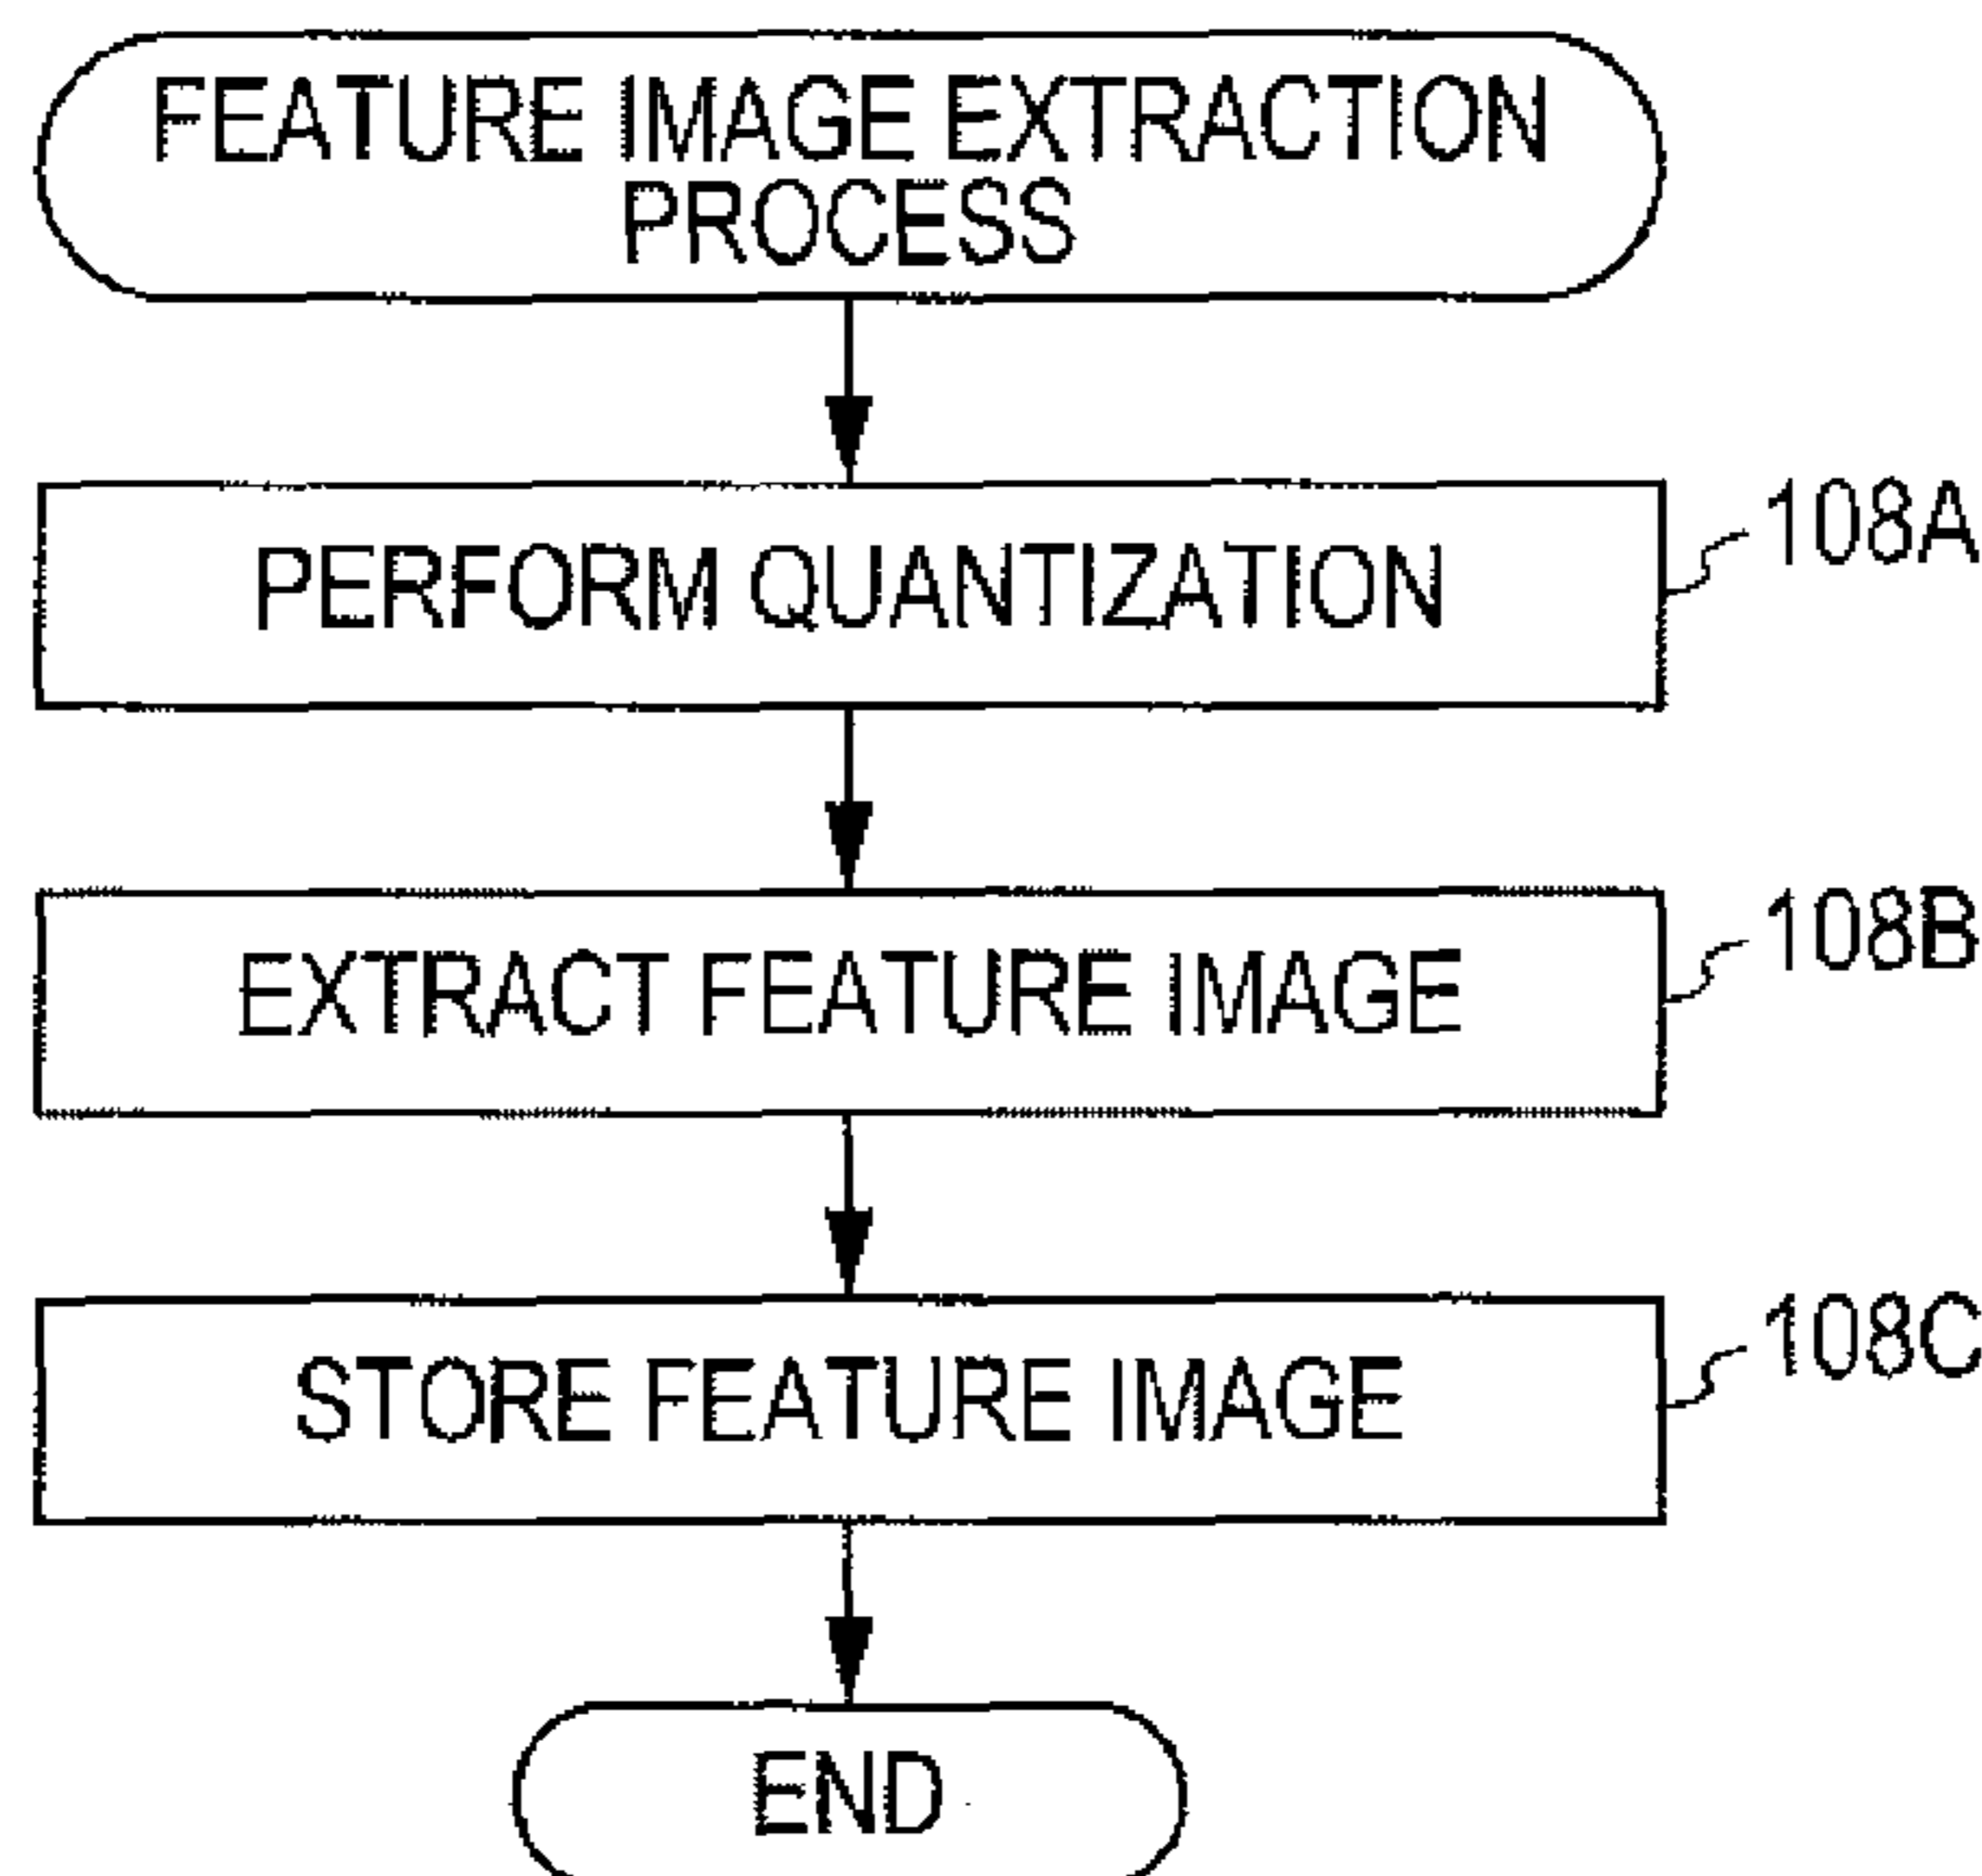 FEATURE IMAGE EXTRACTION
PROCESS
PERFORM QUANTIZATION
108A
EXTRACT FEATURE IMAGE
108B
STORE FEATURE IMAGE
108C
END